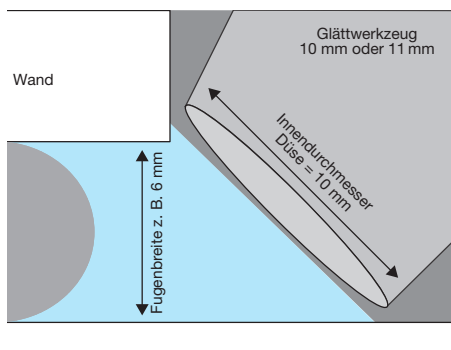 Glättwerkzeug
10 mm oder 11 mm
Wand
Innendurchmesser
Düse = 10 mm
Fugenbreite z. B. 6 mm